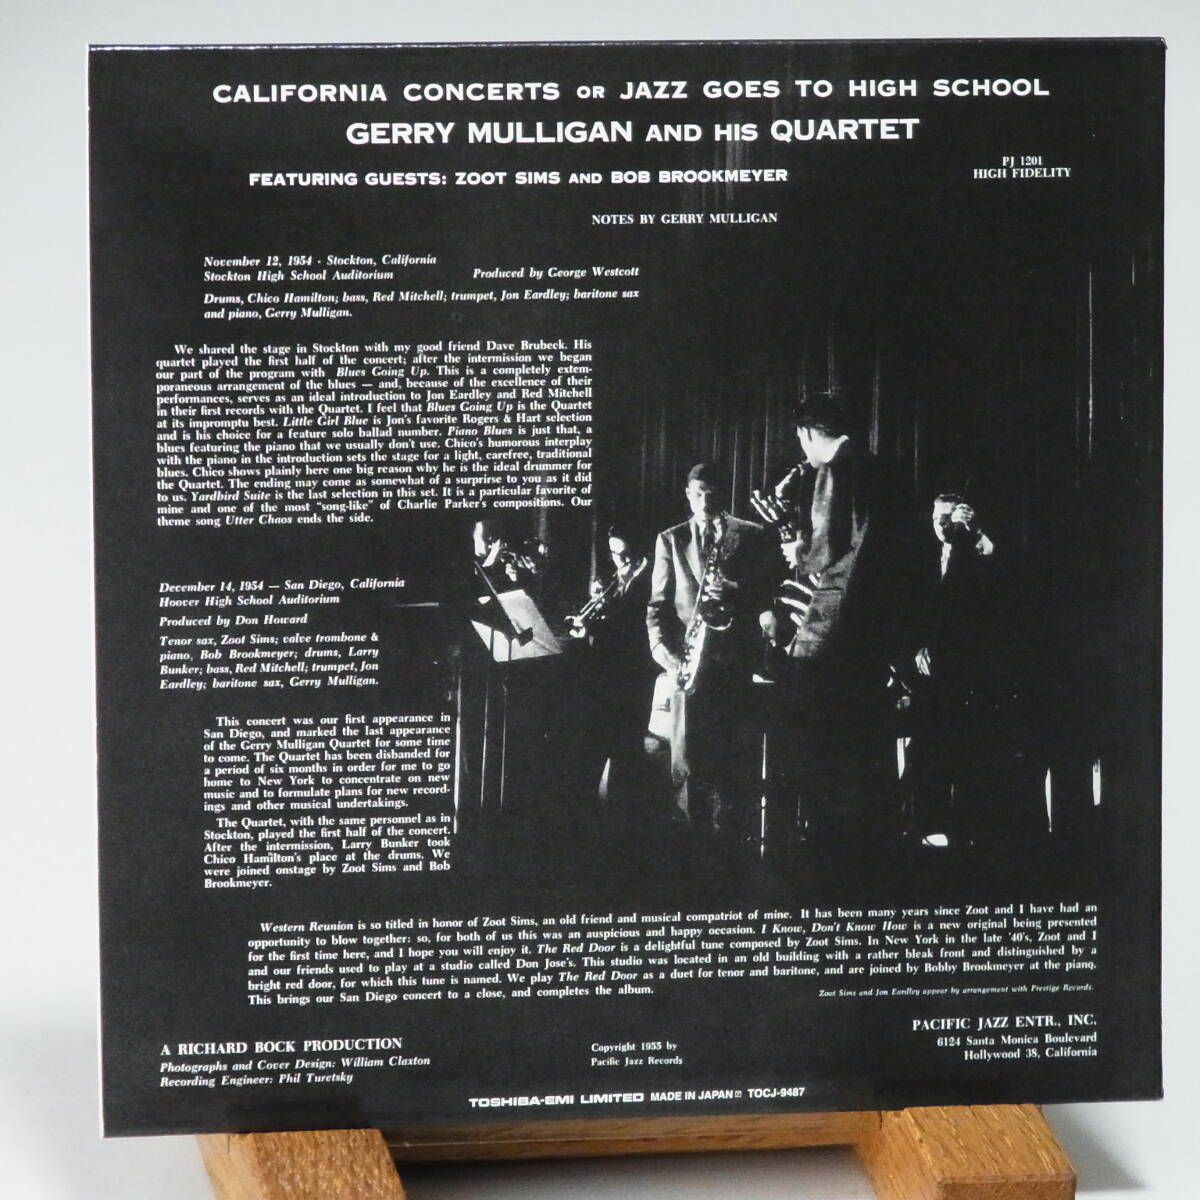 CALIFORNIA CONCERTS OR JAZZ GOES TO HIGH SCHOOL
GERRY MULLIGAN AND HIS QUARTET
PJ 1201
HIGH FIDELITY
FEATURING GUESTS: ZOOT SIMS AND BOB BROOKMEYER
NOTES BY GERRY MULLIGAN
November 12, 1954 - Stockton, California
Stockton High School Auditorium Produced by George Westcott
Drums, Chico Hamilton; bass, Red Mitchell; trumpet, Jon Eardley; baritone sax
and piano, Gerry Mulligan.
We shared the stage in Stockton with my good friend Dave Brubeck. His
quartet played the first half of the concert; after the intermission we began
our part of the program with Blues Going Up. This is a completely extem-
poraneous arrangement of the blues — and, because of the excellence of their
performances, serves as an ideal introduction to Jon Eardley and Red Mitchell
in their first records with the Quartet. I feel that Blues Going Up is the Quartet
at its impromptu best. Little Girl Blue is Jon's favorite Rogers & Hart selection
and is his choice for a feature solo ballad number. Piano Blues is just that, a
blues featuring the piano that we usually don't use. Chico's humorous interplay
with the piano in the introduction sets the stage for a light, carefree, traditional
blues. Chico shows plainly here one big reason why he is the ideal drummer for
the Quartet. The ending may come as somewhat of a surprirse to you as it did
to us. Yardbird Suite is the last selection in this set. It is a particular favorite of
mine and one of the most "song-like" of Charlie Parker's compositions. Our
theme song Utter Chaos ends the side.
December 14, 1954 — San Diego, California
Hoover High School Auditorium
Produced by Don Howard
Tenor sax, Zoot Sims; valve trombone &
piano, Bob Brookmeyer; drums, Larry
Bunker; bass, Red Mitchell; trumpet, Jon
Eardley; baritone sax, Gerry Mulligan.
This concert was our first appearance in
San Diego, and marked the last appearance
of the Gerry Mulligan Quartet for some time
to come. The Quartet has been disbanded for
a period of six months in order for me to go
home to New York to concentrate on new
music and to formulate plans for new record-
ings and other musical undertakings.
The Quartet, with the same personnel as in
Stockton, played the first half of the concert.
After the intermission, Larry Bunker took
Chico Hamilton's place at the drums. We
were joined onstage by Zoot Sims and Bob
Brookmeyer.
Western Reunion is so titled in honor of Zoot Sims, an old friend and musical compatriot of mine. It has been many years since Zoot and I have had an
opportunity to blow together: so, for both of us this was an auspicious and happy occasion. I Know, Don't Know How is a new original being presented
for the first time here, and I hope you will enjoy it. The Red Door is a delightful tune composed by Zoot Sims. In New York in the late '40's, Zoot and I
and our friends used to play at a studio called Don Jose's. This studio was located in an old building with a rather bleak front and distinguished by a
bright red door, for which this tune is named. We play The Red Door as a duet for tenor and baritone, and are joined by Bobby Brookmeyer at the piano.
This brings our San Diego concert to a close, and completes the album.
Zoot Sims and Jon Eardley appear by arrangement with Prestige Records.
A RICHARD BOCK PRODUCTION
Photographs and Cover Design: William Claxton
Recording Engineer: Phil Turetsky
Copyright 1955 by
Pacific Jazz Records
PACIFIC JAZZ ENTR., INC.
6124 Santa Monica Boulevard
Hollywood 38, California
TOSHIBA-EMI LIMITED MADE IN JAPAN TOCJ-9487